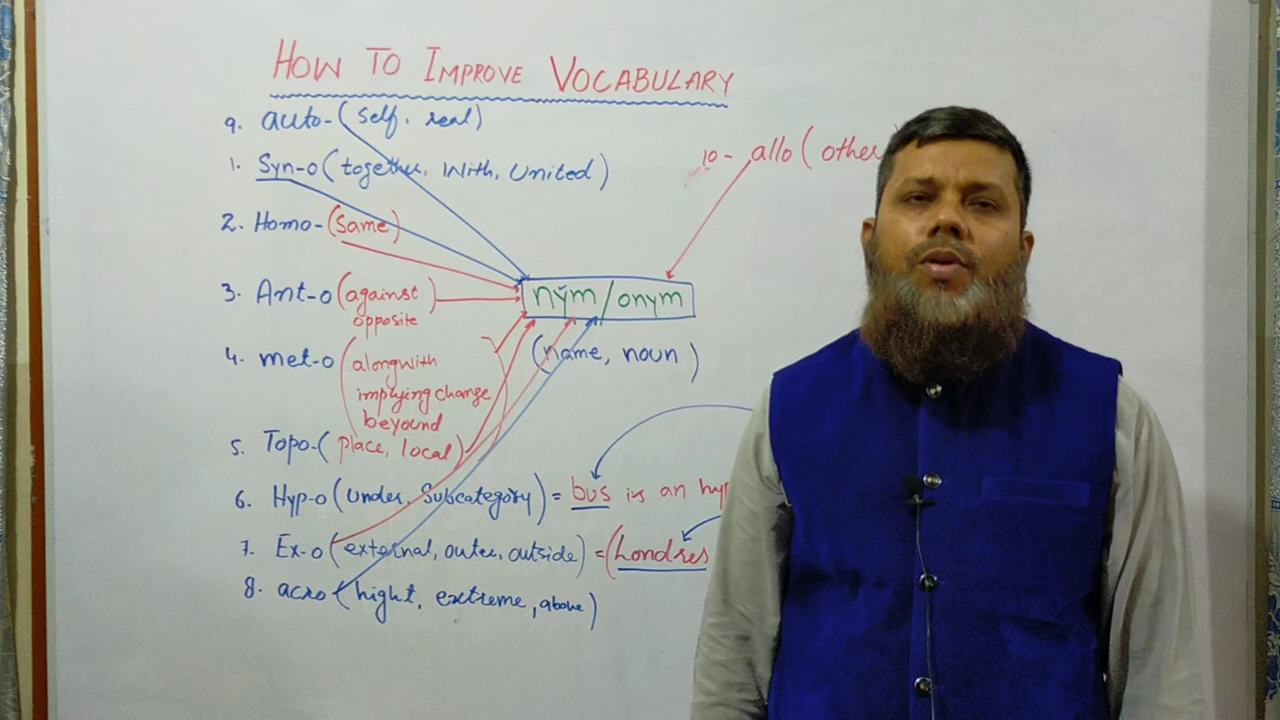 HOW TO IMPROVE VOCABULARY
9. auto- (self, real)
10- allo (other
1. Syn-o (together, With, United)
2. Homo- (Same)
3. Ant-o (against
opposite
)
nym/onym
(name, noun)
4. met-o (alongwith
implying change
beyound
)
5. Topo- (place, local)
6. Hyp-o (Under, Subcategory) = bus is an hyp
7. Ex-o (external, outer, outside) = (Londres
8. acro (hight, extreme, above)